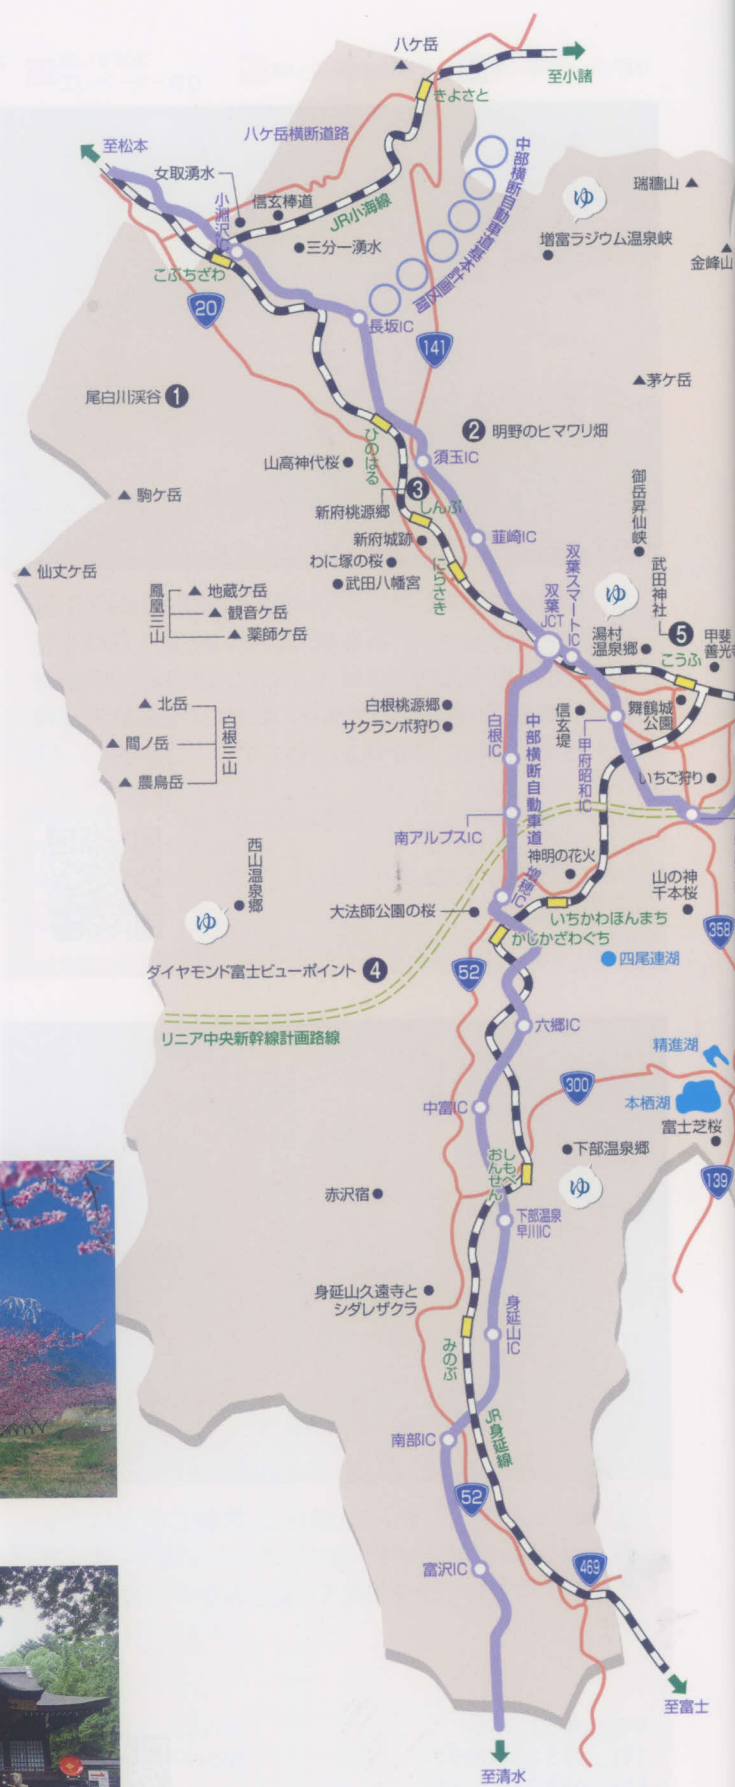 八ケ岳
至小諸
きよさと
至松本
八ケ岳横断道路
女取湧水
信玄棒道
小淵沢IC
JR小海線
三分一湧水
中部横断自動車道基本計画区間
ゆ
瑞牆山
増富ラジウム温泉峡
金峰山
こぶちざわ
20
長坂IC
141
茅ケ岳
尾白川渓谷 1
2 明野のヒマワリ畑
ひのはる
須玉IC
山高神代桜
駒ケ岳
新府桃源郷
3
しんぷ
御岳昇仙峡
新府城跡
韮崎IC
わに塚の桜
武田八幡宮
にらさき
仙丈ケ岳
鳳凰三山
地蔵ケ岳
観音ケ岳
薬師ケ岳
双葉JCT
双葉スマートIC
ゆ
湯村
温泉郷
武田神社
5
こうふ
甲斐
善光寺
北岳
間ノ岳
農鳥岳
白根三山
白根桃源郷
サクランボ狩り
白根IC
中部横断自動車道
信玄堤
甲府昭和IC
舞鶴城
公園
いちご狩り
南アルプスIC
神明の花火
西山温泉郷
ゆ
増穂IC
大法師公園の桜
いちかわほんまち
かじかざわぐち
山の神
千本桜
358
四尾連湖
ダイヤモンド富士ビューポイント 4
52
リニア中央新幹線計画路線
六郷IC
精進湖
300
本栖湖
中富IC
富士芝桜
下部温泉郷
ゆ
しもべ
おんせん
139
赤沢宿
下部温泉
早川IC
身延山久遠寺と
シダレザクラ
身延山IC
みのぶ
JR身延線
南部IC
52
富沢IC
469
至富士
至清水